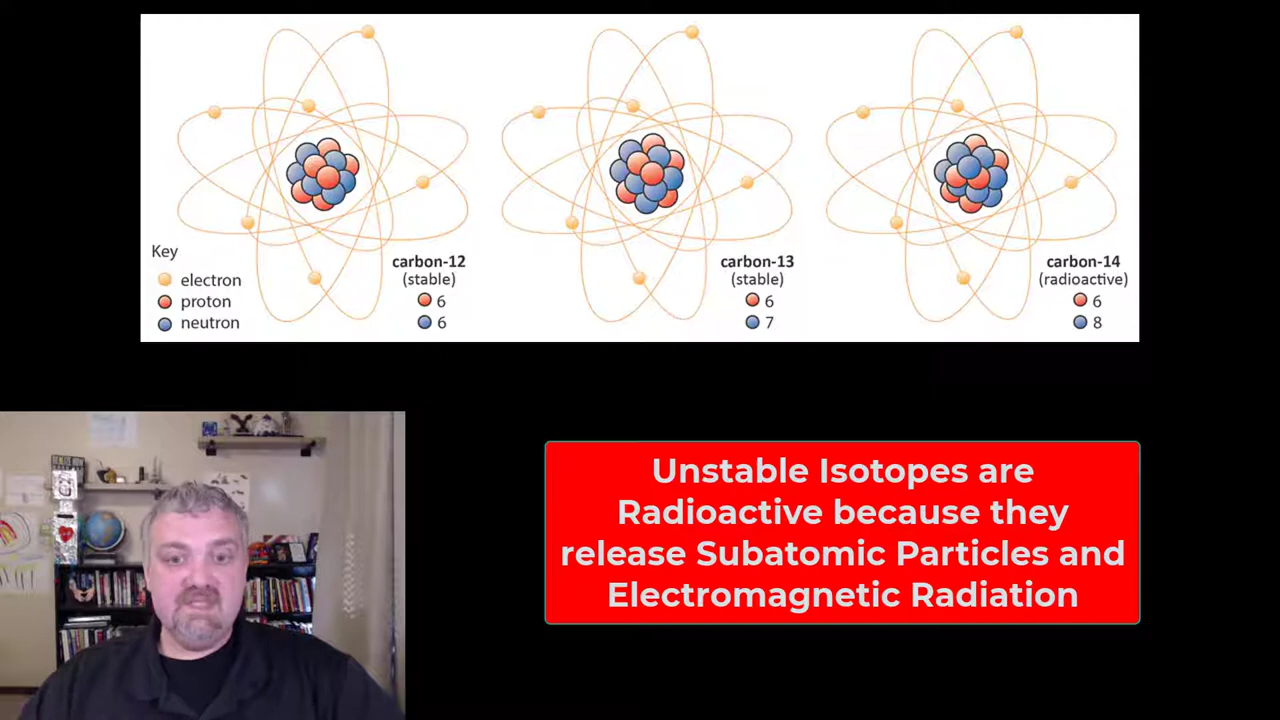 Key
electron
proton
neutron
carbon-12
(stable)
6
6
carbon-13
(stable)
6
7
carbon-14
(radioactive)
6
8
Unstable Isotopes are
Radioactive because they
release Subatomic Particles and
Electromagnetic Radiation